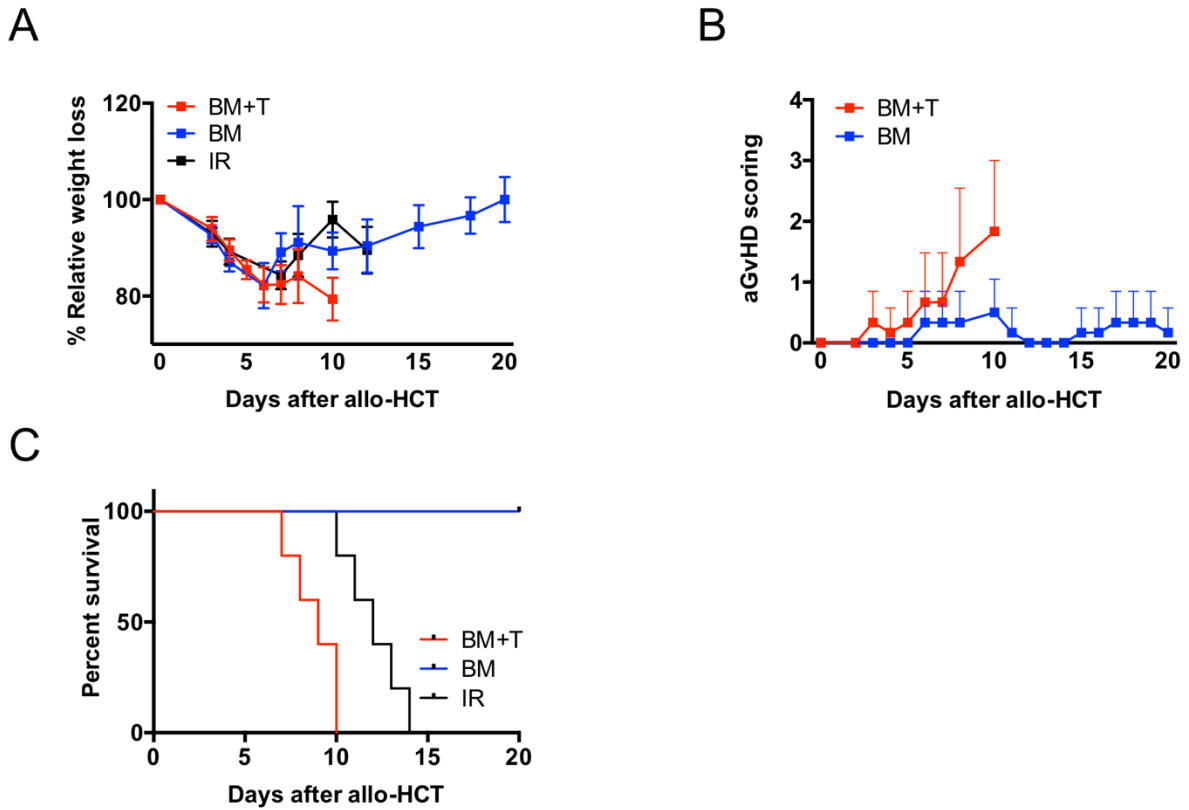 A
120
100
80
% Relative weight loss
BM+T
BM
IR
0 5 10 15 20
Days after allo-HCT
B
4
3
2
1
0
aGvHD scoring
BM+T
BM
0 5 10 15 20
Days after allo-HCT
C
100
50
0
Percent survival
BM+T
BM
IR
0 5 10 15 20
Days after allo-HCT